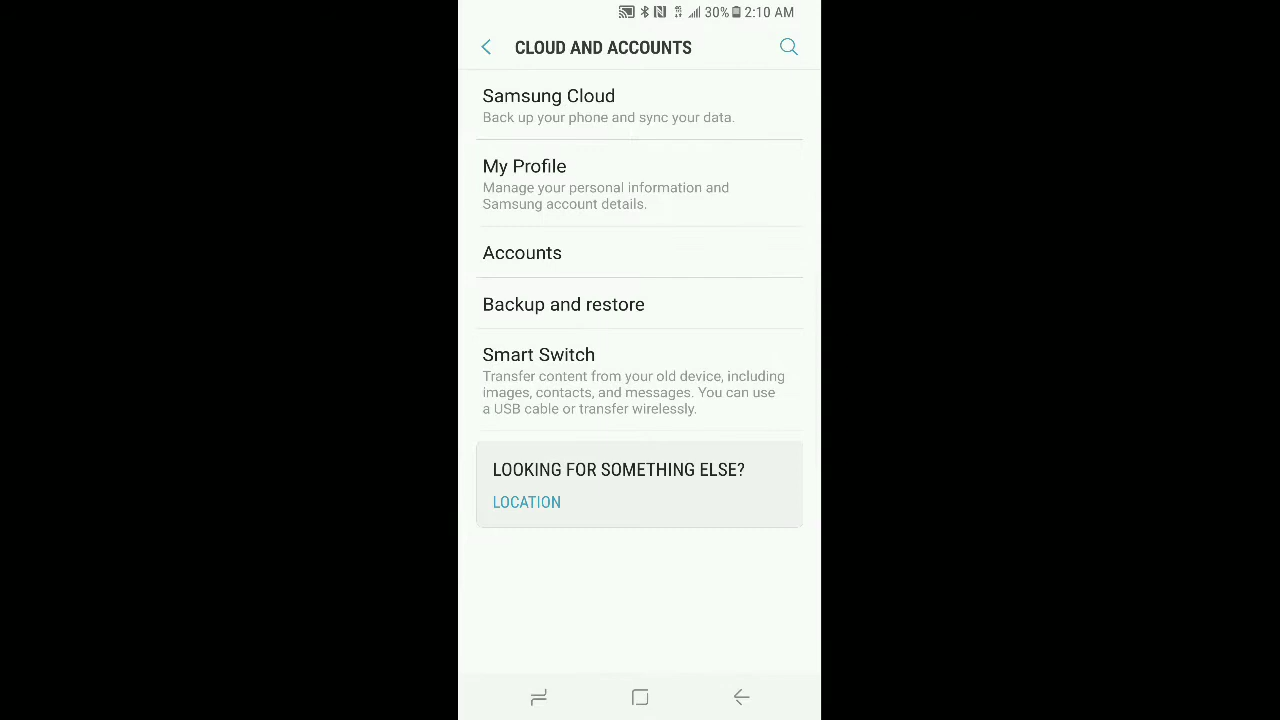 30% 2:10 AM
CLOUD AND ACCOUNTS
Samsung Cloud
Back up your phone and sync your data.
My Profile
Manage your personal information and
Samsung account details.
Accounts
Backup and restore
Smart Switch
Transfer content from your old device, including
images, contacts, and messages. You can use
a USB cable or transfer wirelessly.
LOOKING FOR SOMETHING ELSE?
LOCATION